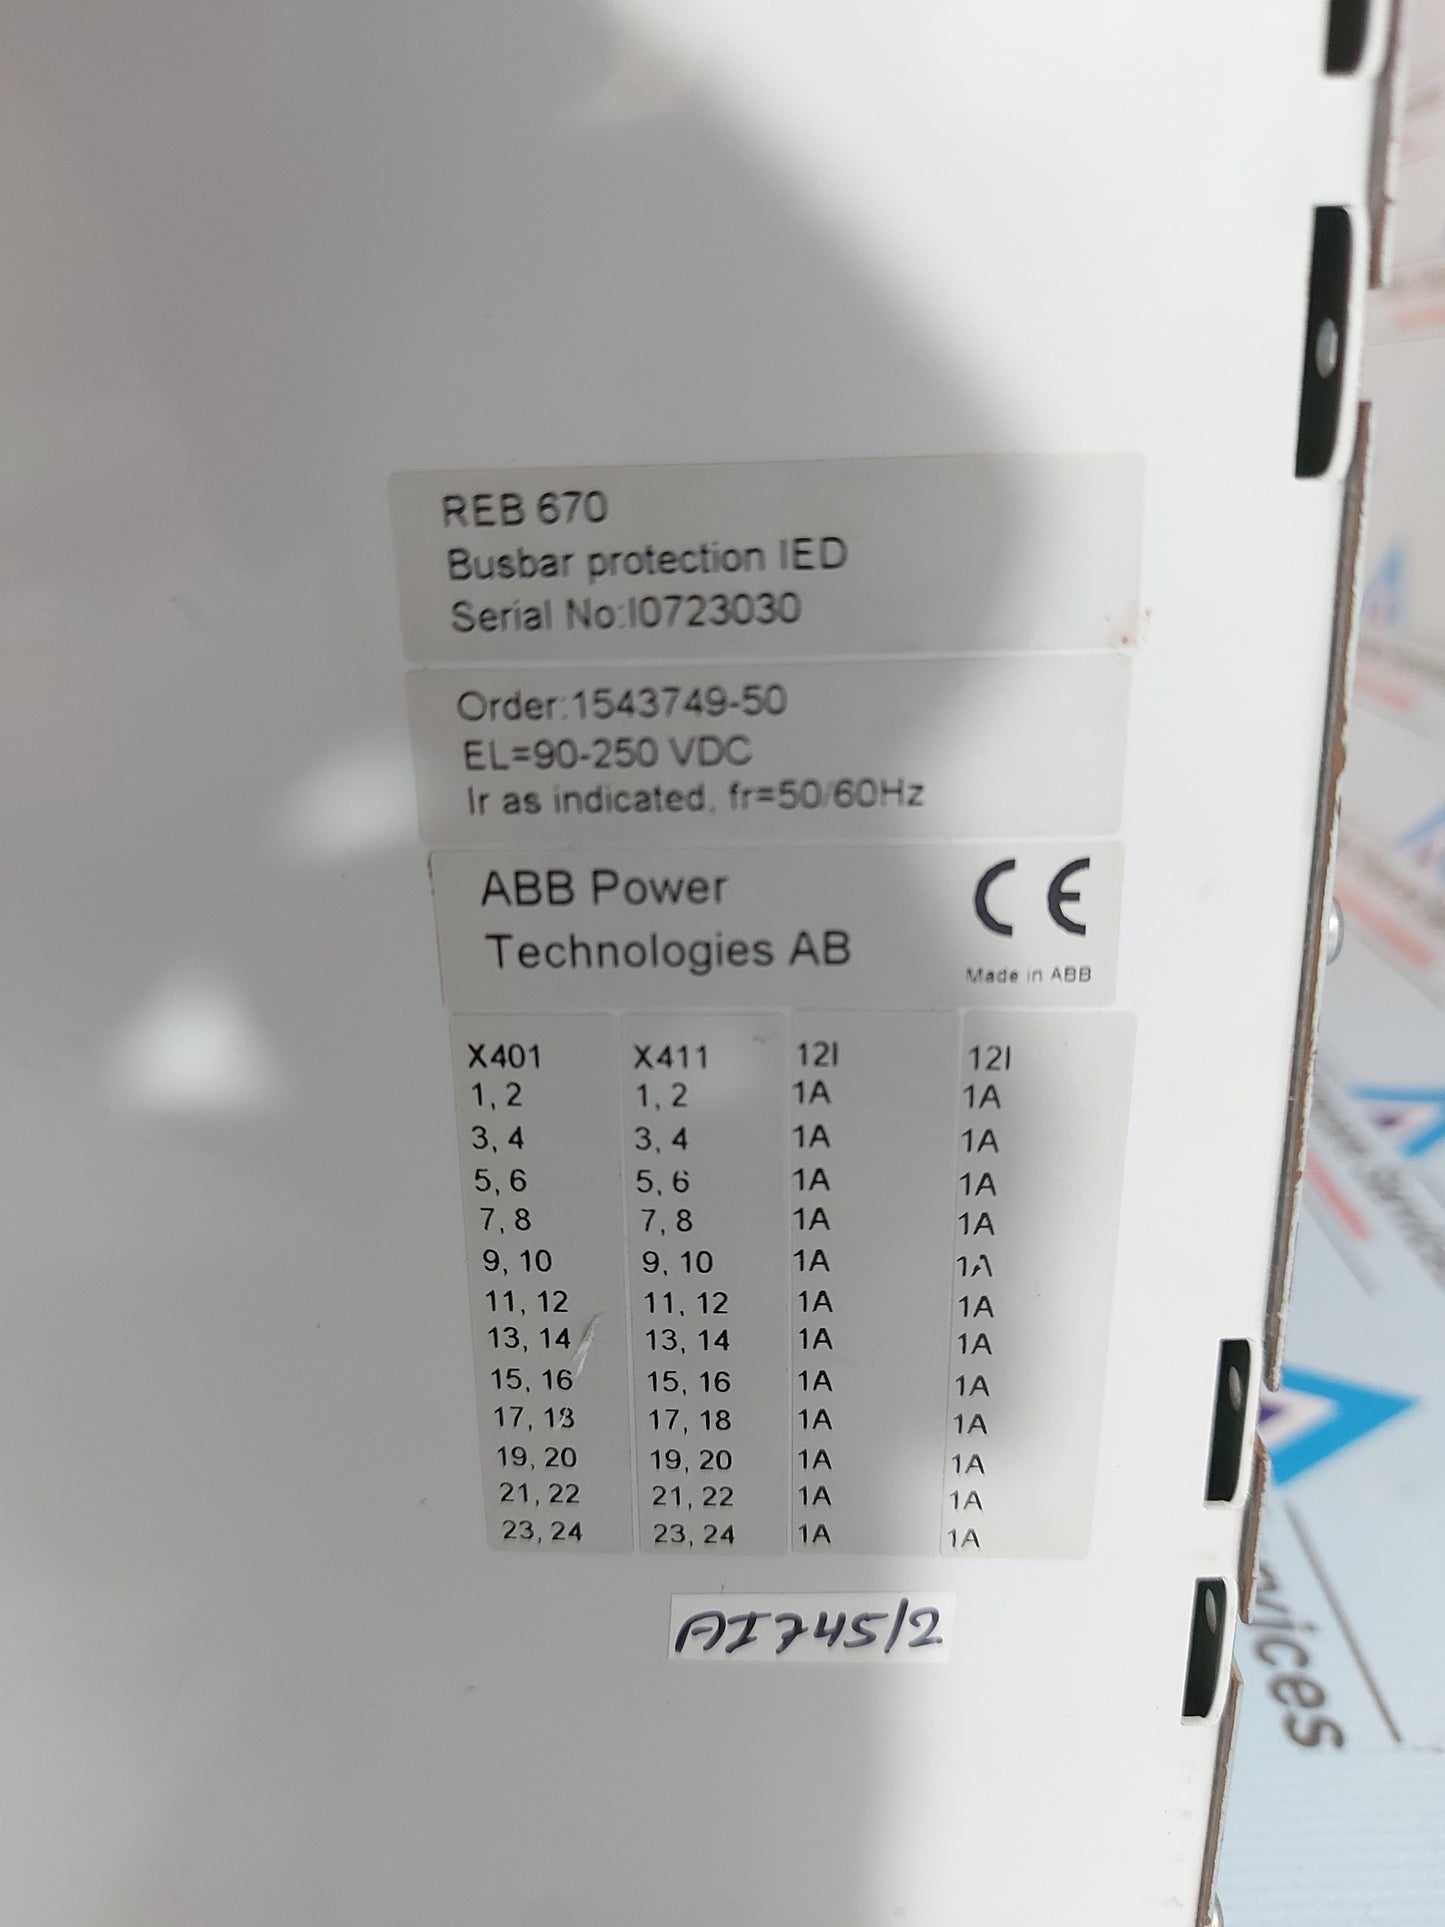 REB 670
Busbar protection IED
Serial No:I0723030
Order:1543749-50
EL=90-250 VDC
Ir as indicated, fr=50/60Hz
ABB Power
Technologies AB
CE
Made in ABB
X401 X411 12I 12I
1, 2 1, 2 1A 1A
3, 4 3, 4 1A 1A
5, 6 5, 6 1A 1A
7, 8 7, 8 1A 1A
9, 10 9, 10 1A 1A
11, 12 11, 12 1A 1A
13, 14 13, 14 1A 1A
15, 16 15, 16 1A 1A
17, 18 17, 18 1A 1A
19, 20 19, 20 1A 1A
21, 22 21, 22 1A 1A
23, 24 23, 24 1A 1A
AI745/2